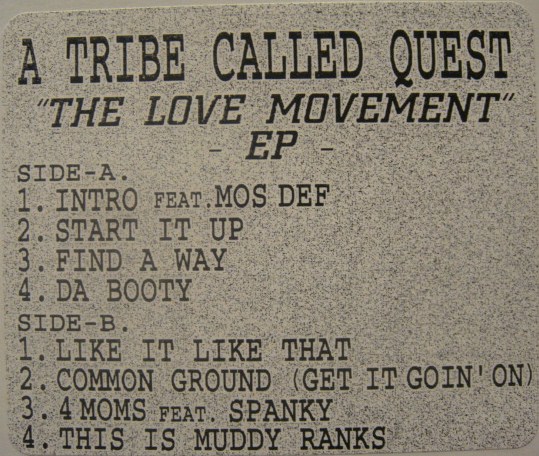 A TRIBE CALLED QUEST
"THE LOVE MOVEMENT"
- EP -
SIDE-A.
1. INTRO FEAT. MOS DEF
2. START IT UP
3. FIND A WAY
4. DA BOOTY
SIDE-B.
1. LIKE IT LIKE THAT
2. COMMON GROUND (GET IT GOIN' ON)
3. 4 MOMS FEAT. SPANKY
4. THIS IS MUDDY RANKS